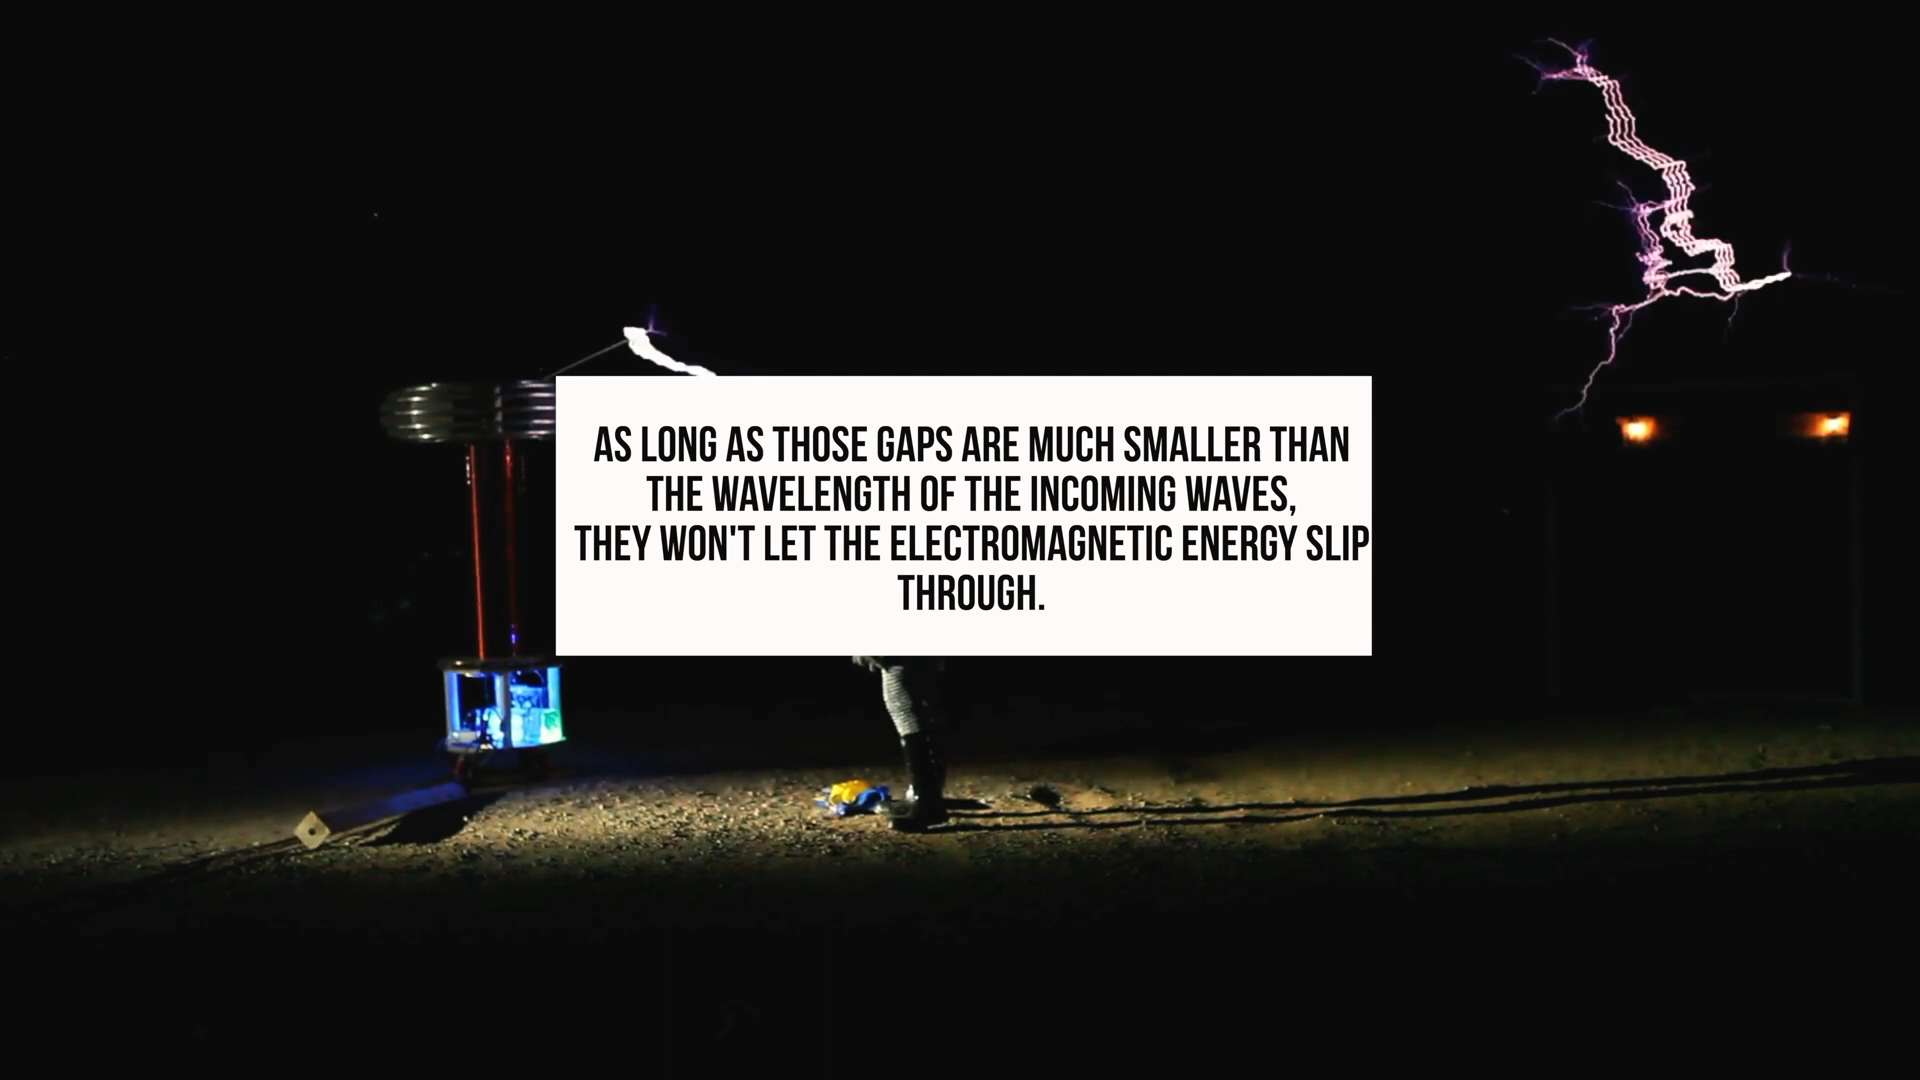 AS LONG AS THOSE GAPS ARE MUCH SMALLER THAN
THE WAVELENGTH OF THE INCOMING WAVES,
THEY WON'T LET THE ELECTROMAGNETIC ENERGY SLIP
THROUGH.